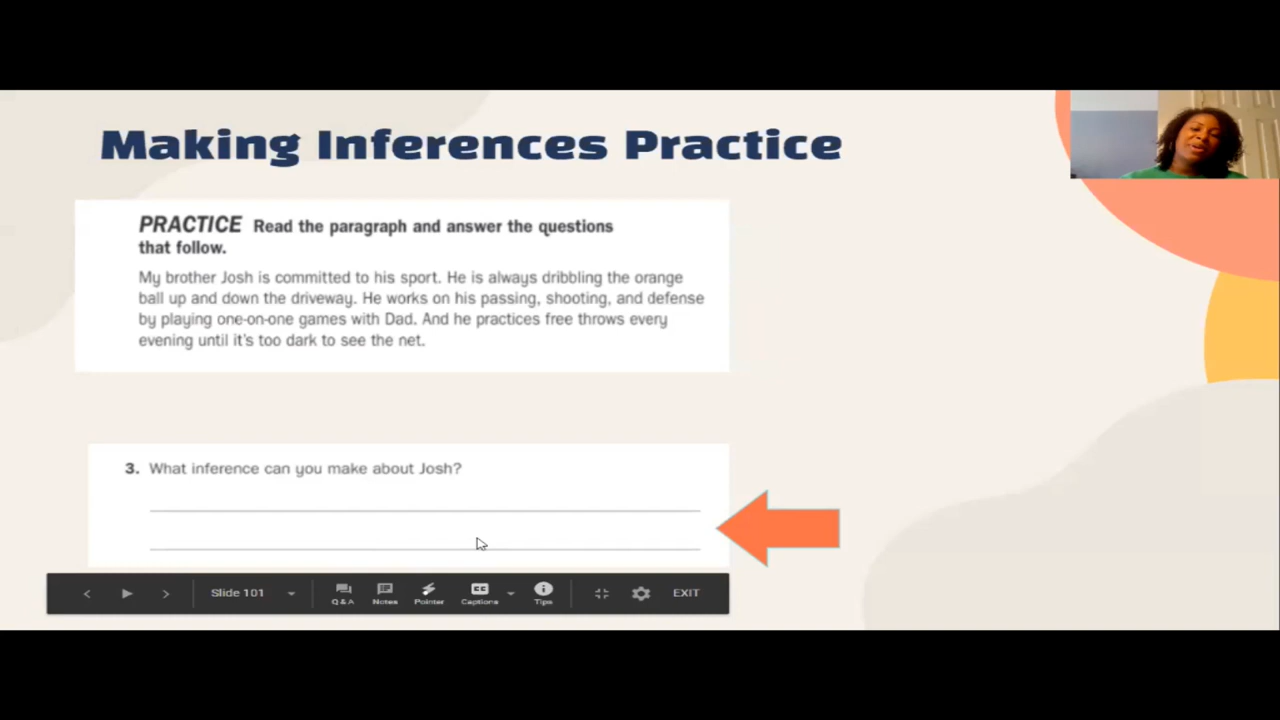 Making Inferences Practice
PRACTICE Read the paragraph and answer the questions
that follow.
My brother Josh is committed to his sport. He is always dribbling the orange
ball up and down the driveway. He works on his passing, shooting, and defense
by playing one-on-one games with Dad. And he practices free throws every
evening until it's too dark to see the net.
3. What inference can you make about Josh?
Slide 101
Q&A Notes Pointer Captions Tips EXIT
CC